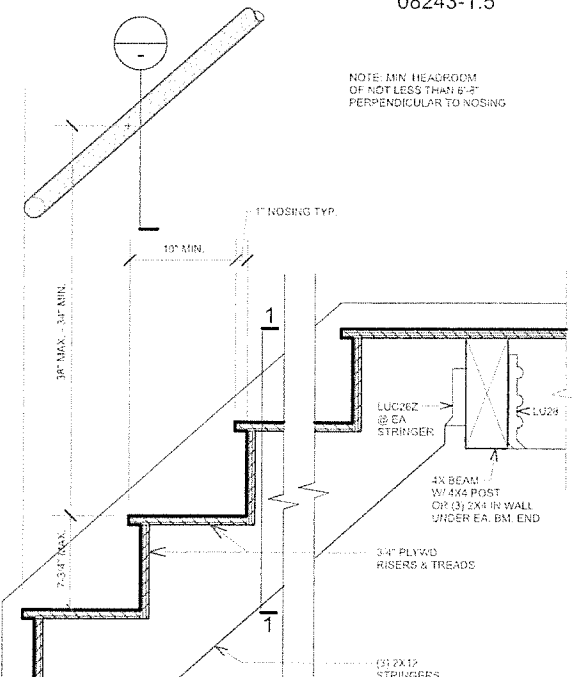 08243-1.5
NOTE: MIN. HEADROOM
OF NOT LESS THAN 6'-8"
PERPENDICULAR TO NOSING
1" NOSING TYP.
10" MIN.
38" MAX. - 34" MIN.
1
LUC26Z
@ EA
STRINGER
LU28
4X BEAM
W/ 4X4 POST
OR (3) 2X4 IN WALL
UNDER EA. BM. END
7-3/4" MAX.
3/4" PLYWD
RISERS & TREADS
1
(3) 2X12
STRINGERS